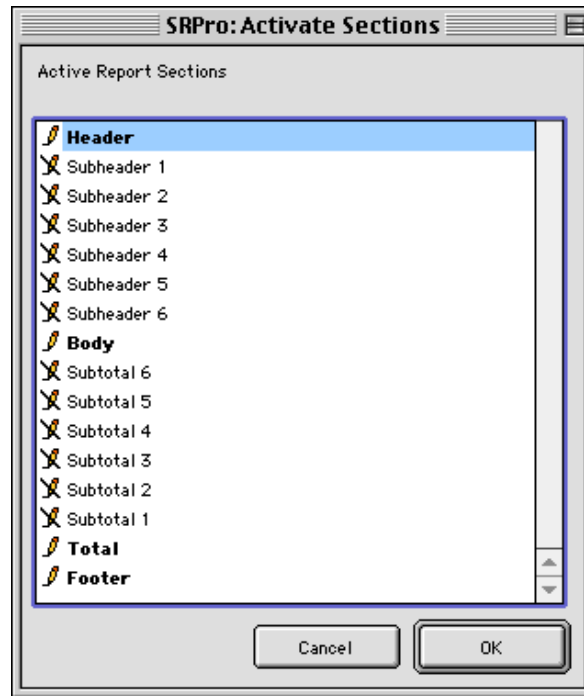 SRPro: Activate Sections
Active Report Sections
Header
Subheader 1
Subheader 2
Subheader 3
Subheader 4
Subheader 5
Subheader 6
Body
Subtotal 6
Subtotal 5
Subtotal 4
Subtotal 3
Subtotal 2
Subtotal 1
Total
Footer
Cancel OK